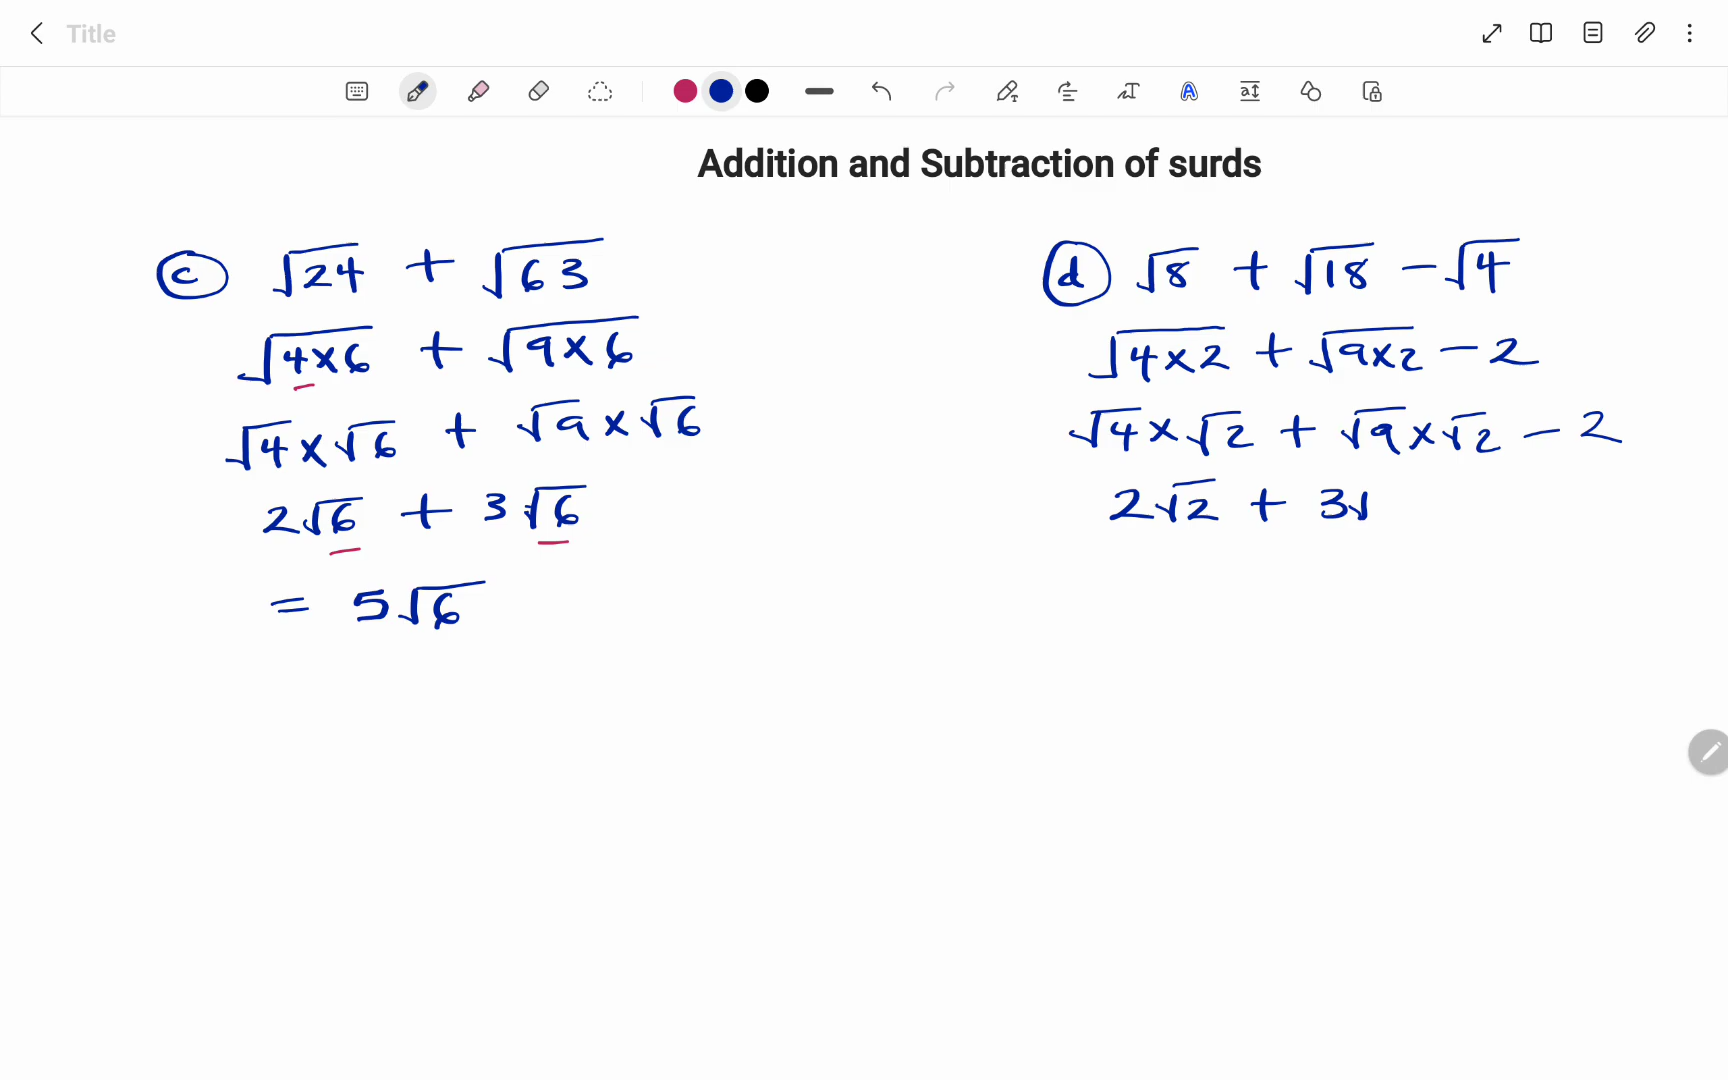 Title
Addition and Subtraction of surds
c √24 + √63
√4×6 + √9×6
√4×√6 + √9×√6
2√6 + 3√6
= 5√6
d √8 + √18 − √4
√4×2 + √9×2 − 2
√4×√2 + √9×√2 − 2
2√2 + 3√